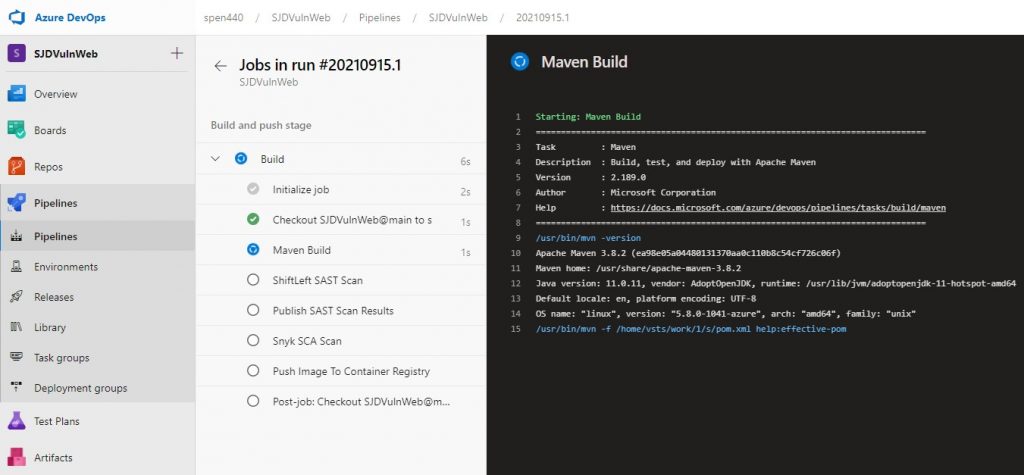 Azure DevOps
spen440 / SJDVulnWeb / Pipelines / SJDVulnWeb / 20210915.1
S SJDVulnWeb +
Overview
Boards
Repos
Pipelines
Pipelines
Environments
Releases
Library
Task groups
Deployment groups
Test Plans
Artifacts
Jobs in run #20210915.1
SJDVulnWeb
Build and push stage
Build 6s
Initialize job 2s
Checkout SJDVulnWeb@main to s 1s
Maven Build 1s
ShiftLeft SAST Scan
Publish SAST Scan Results
Snyk SCA Scan
Push Image To Container Registry
Post-job: Checkout SJDVulnWeb@m...
Maven Build
1 Starting: Maven Build
2 ==============================================================================
3 Task : Maven
4 Description : Build, test, and deploy with Apache Maven
5 Version : 2.189.0
6 Author : Microsoft Corporation
7 Help : https://docs.microsoft.com/azure/devops/pipelines/tasks/build/maven
8 ==============================================================================
9 /usr/bin/mvn -version
10 Apache Maven 3.8.2 (ea98e05a04480131370aa0c110b8c54cf726c06f)
11 Maven home: /usr/share/apache-maven-3.8.2
12 Java version: 11.0.11, vendor: AdoptOpenJDK, runtime: /usr/lib/jvm/adoptopenjdk-11-hotspot-amd64
13 Default locale: en, platform encoding: UTF-8
14 OS name: "linux", version: "5.8.0-1041-azure", arch: "amd64", family: "unix"
15 /usr/bin/mvn -f /home/vsts/work/1/s/pom.xml help:effective-pom